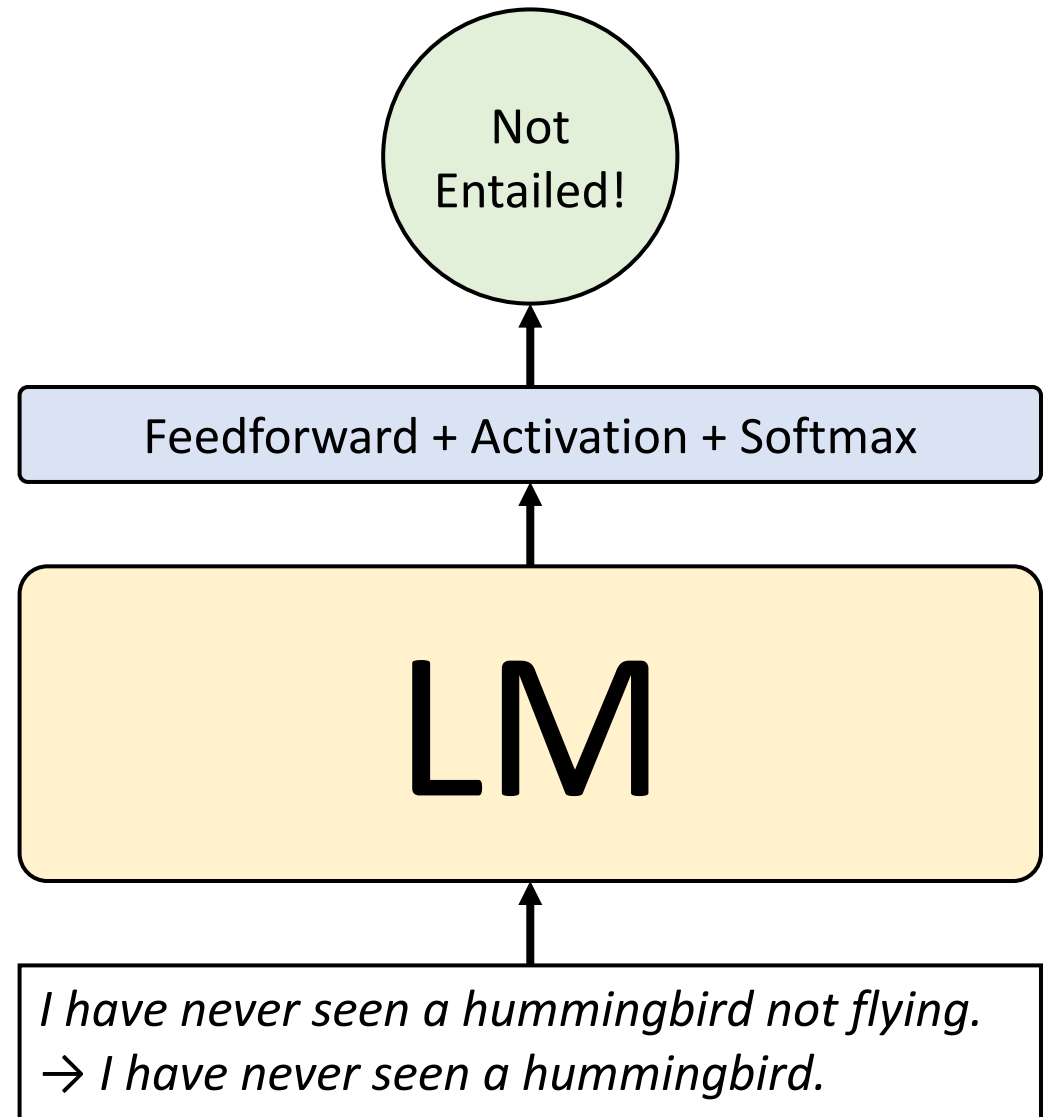 Not
Entailed!
Feedforward + Activation + Softmax
LM
I have never seen a hummingbird not flying.
→ I have never seen a hummingbird.